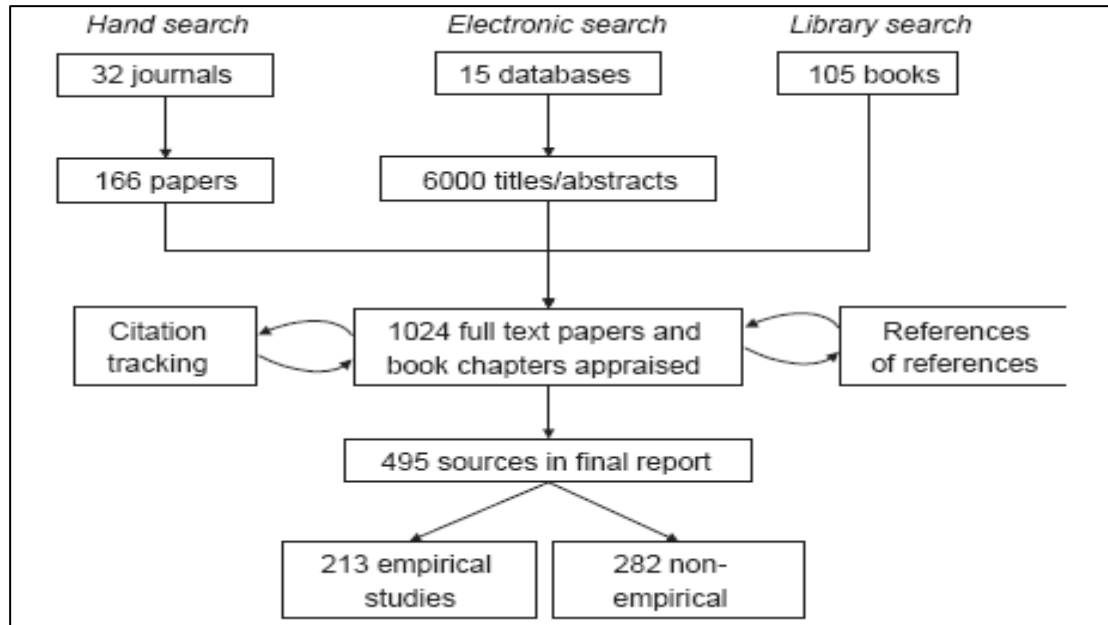 Hand search
Electronic search
Library search
32 journals
15 databases
105 books
166 papers
6000 titles/abstracts
Citation
tracking
1024 full text papers and
book chapters appraised
References
of references
495 sources in final report
213 empirical
studies
282 non-
empirical